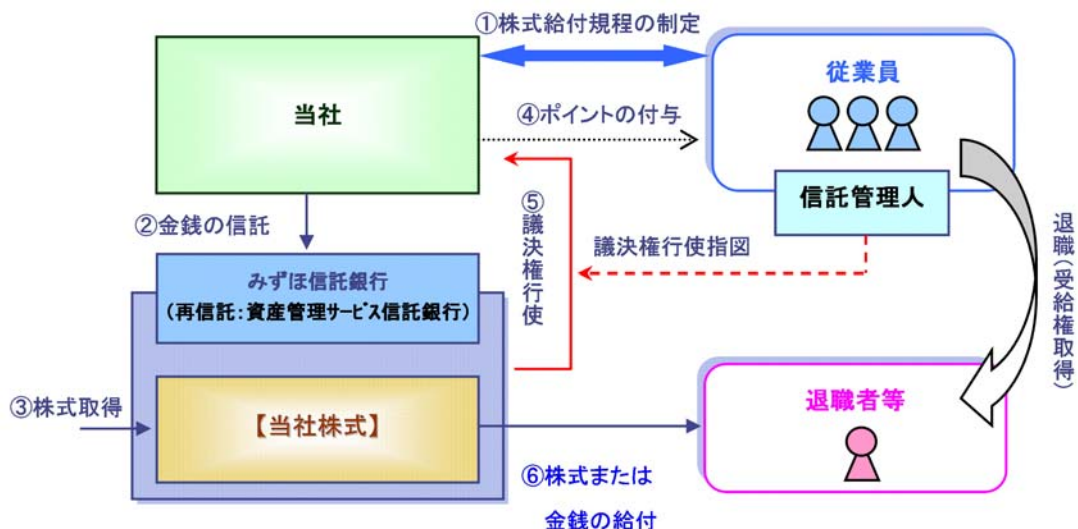 ①株式給付規程の制定
当社
従業員
④ポイントの付与
信託管理人
②金銭の信託
⑤議決権行使
議決権行使指図
退職(受給権取得)
みずほ信託銀行
(再信託:資産管理サービス信託銀行)
③株式取得
【当社株式】
退職者等
⑥株式または
金銭の給付